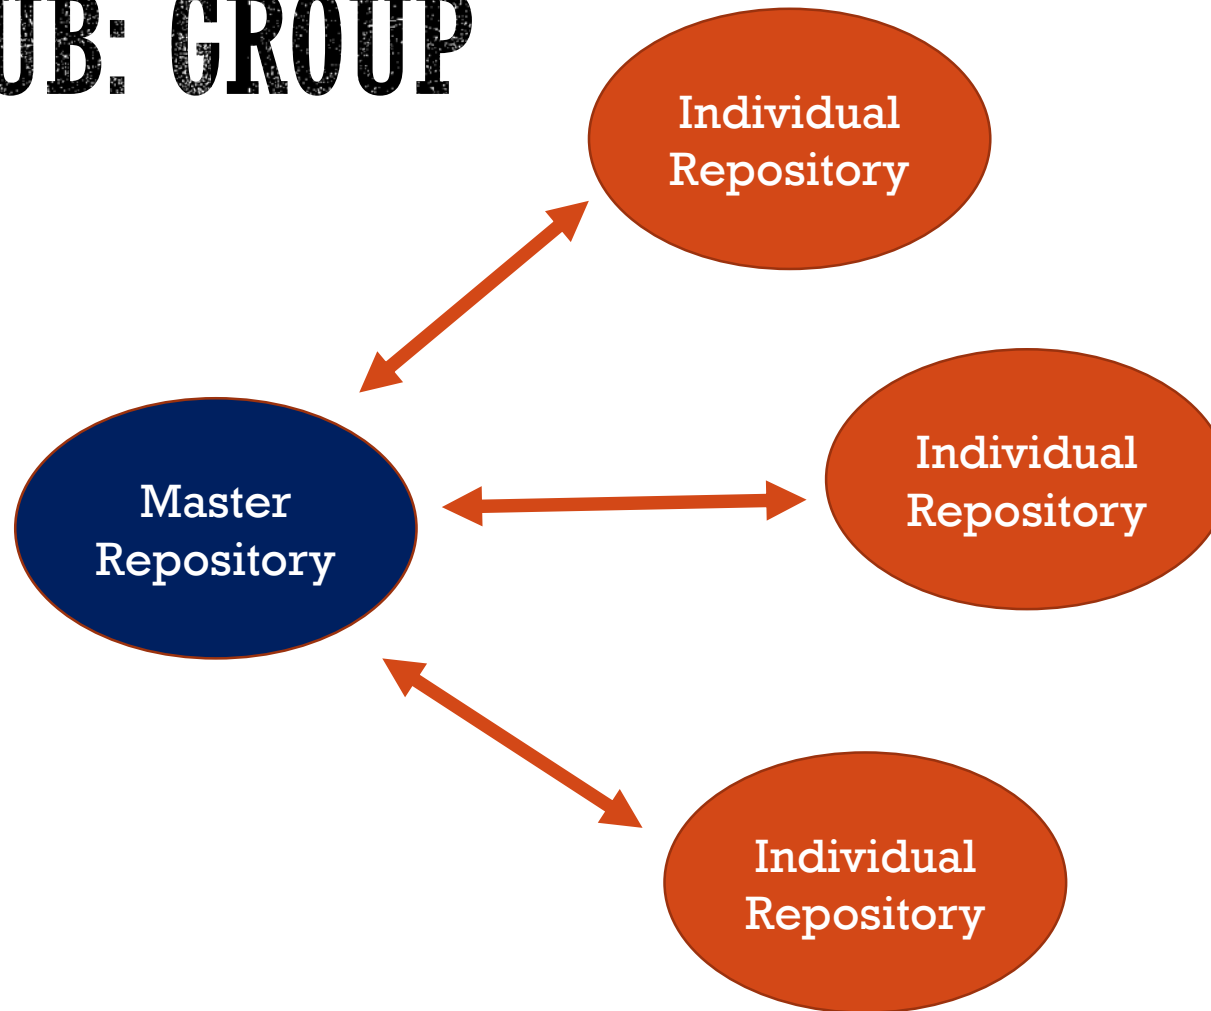 UB: GROUP
Individual
Repository
Individual
Repository
Master
Repository
Individual
Repository